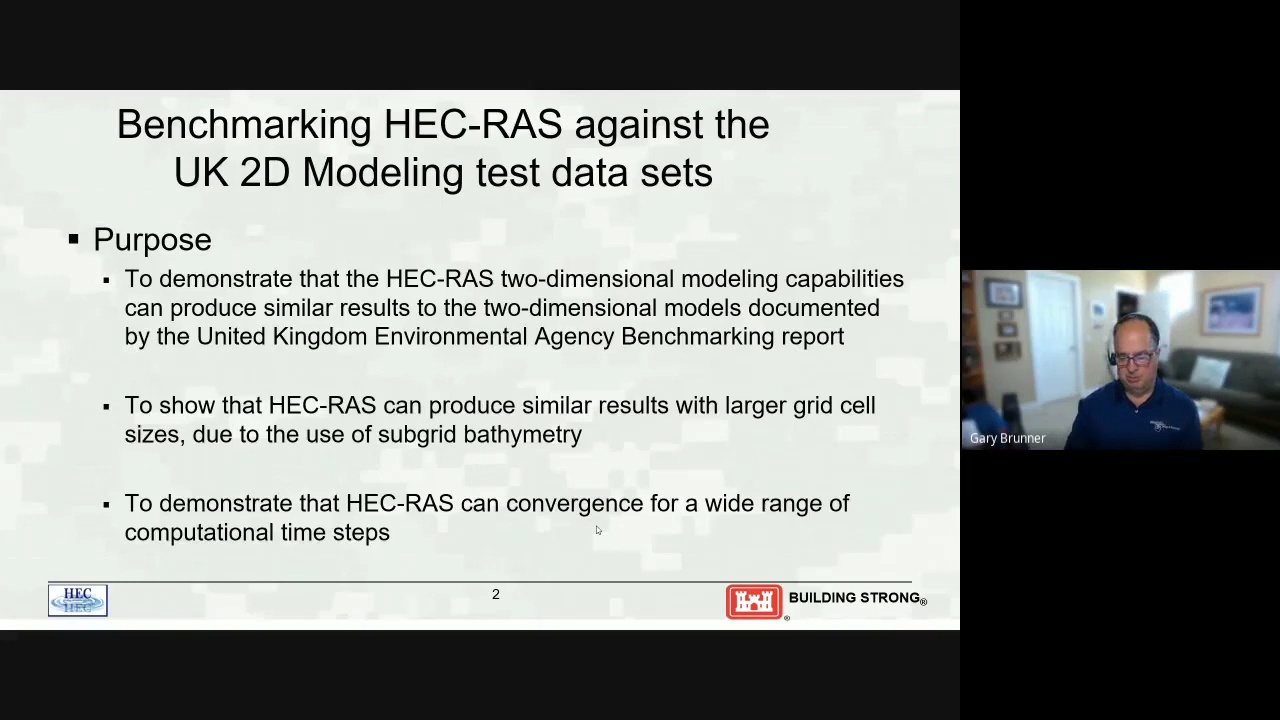 Benchmarking HEC-RAS against the
UK 2D Modeling test data sets
▪ Purpose
▪ To demonstrate that the HEC-RAS two-dimensional modeling capabilities
can produce similar results to the two-dimensional models documented
by the United Kingdom Environmental Agency Benchmarking report
▪ To show that HEC-RAS can produce similar results with larger grid cell
sizes, due to the use of subgrid bathymetry
▪ To demonstrate that HEC-RAS can convergence for a wide range of
computational time steps
HEC
HEC
2
BUILDING STRONG®
®
Gary Brunner